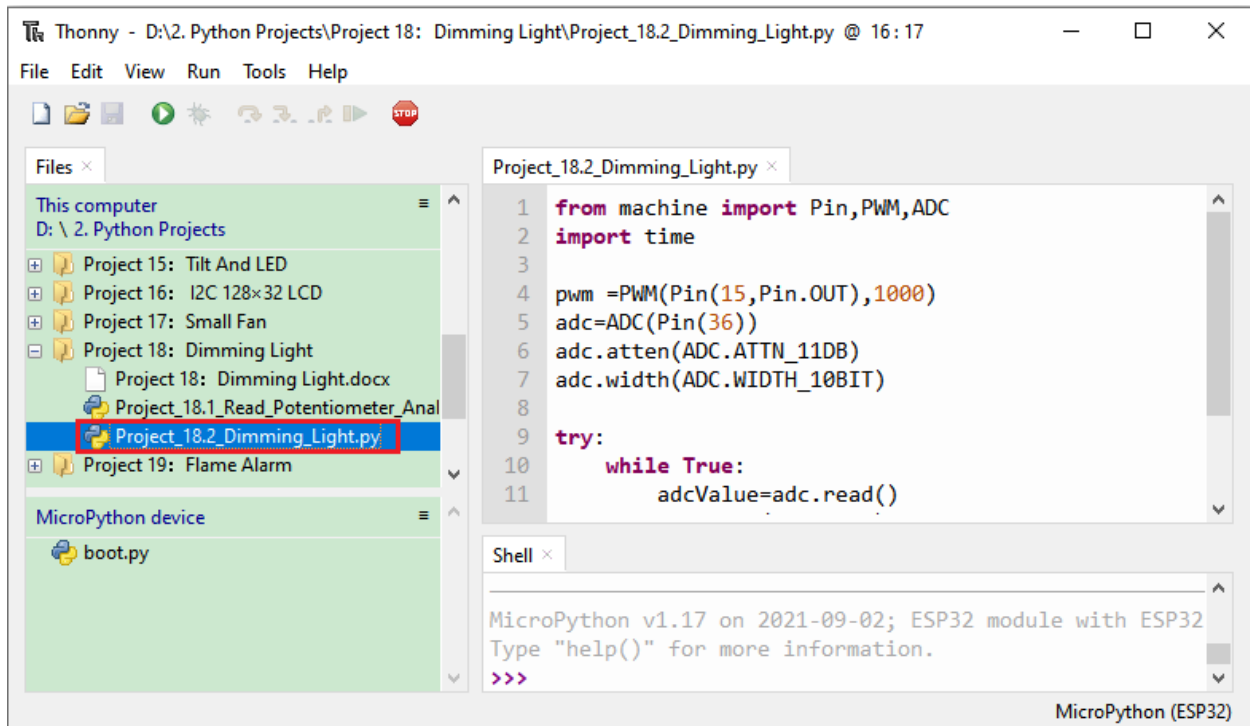 Thonny - D:\2. Python Projects\Project 18: Dimming Light\Project_18.2_Dimming_Light.py @ 16:17
File Edit View Run Tools Help
STOP
Files
This computer
D: \ 2. Python Projects
Project 15: Tilt And LED
Project 16: I2C 128×32 LCD
Project 17: Small Fan
Project 18: Dimming Light
Project 18: Dimming Light.docx
Project_18.1_Read_Potentiometer_Anal
Project_18.2_Dimming_Light.py
Project 19: Flame Alarm
MicroPython device
boot.py
Project_18.2_Dimming_Light.py
1 from machine import Pin,PWM,ADC
2 import time
3
4 pwm =PWM(Pin(15,Pin.OUT),1000)
5 adc=ADC(Pin(36))
6 adc.atten(ADC.ATTN_11DB)
7 adc.width(ADC.WIDTH_10BIT)
8
9 try:
10     while True:
11         adcValue=adc.read()
Shell
MicroPython v1.17 on 2021-09-02; ESP32 module with ESP32
Type "help()" for more information.
>>>
MicroPython (ESP32)